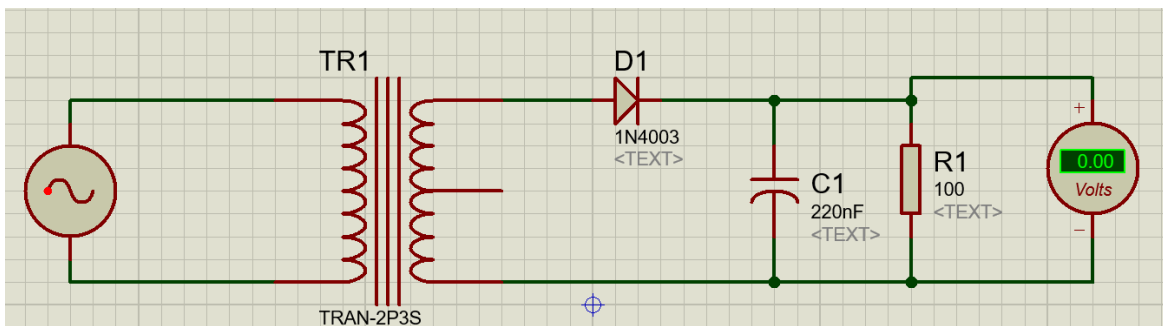 TR1
TRAN-2P3S
D1
1N4003
<TEXT>
C1
220nF
<TEXT>
R1
100
<TEXT>
+
0.00
Volts
−